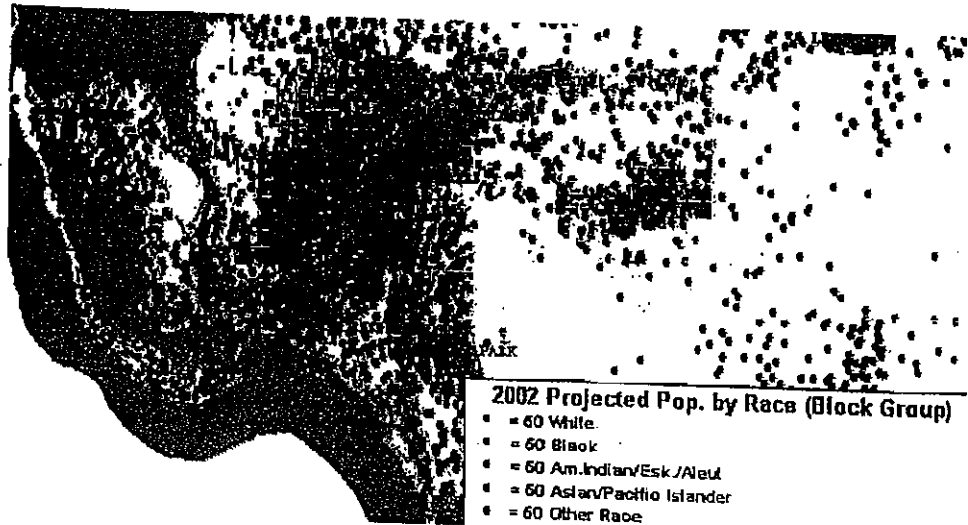 PARK
2002 Projected Pop. by Race (Block Group)
= 60 White
= 60 Black
= 60 Am.Indian/Esk./Aleut
= 60 Asian/Pacific Islander
= 60 Other Race